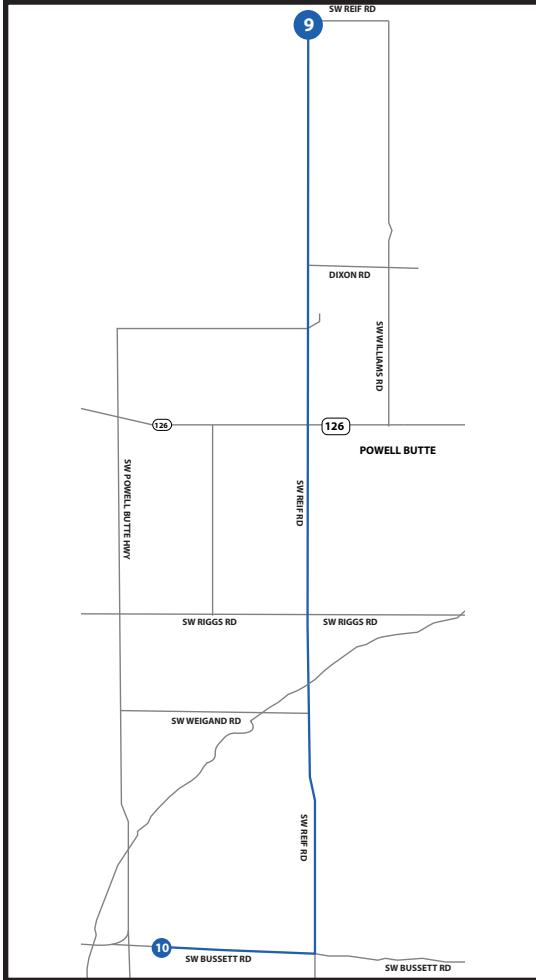 SW REIF RD
9
DIXON RD
SW WILLIAMS RD
126
126
POWELL BUTTE
SW POWELL BUTTE HWY
SW REIF RD
SW RIGGS RD
SW RIGGS RD
SW WEIGAND RD
SW REIF RD
10
SW BUSSETT RD
SW BUSSETT RD